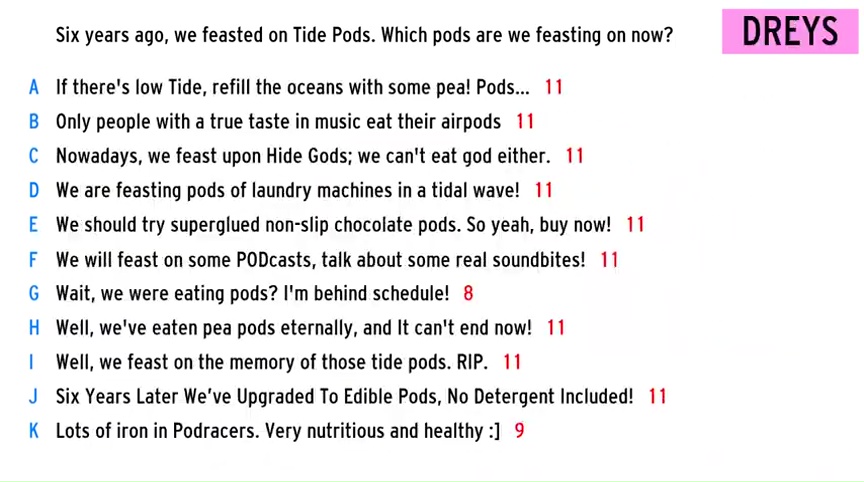 Six years ago, we feasted on Tide Pods. Which pods are we feasting on now?
DREYS
A If there's low Tide, refill the oceans with some pea! Pods... 11
B Only people with a true taste in music eat their airpods 11
C Nowadays, we feast upon Hide Gods; we can't eat god either. 11
D We are feasting pods of laundry machines in a tidal wave! 11
E We should try superglued non-slip chocolate pods. So yeah, buy now! 11
F We will feast on some PODcasts, talk about some real soundbites! 11
G Wait, we were eating pods? I'm behind schedule! 8
H Well, we've eaten pea pods eternally, and It can't end now! 11
I Well, we feast on the memory of those tide pods. RIP. 11
J Six Years Later We've Upgraded To Edible Pods, No Detergent Included! 11
K Lots of iron in Podracers. Very nutritious and healthy :] 9